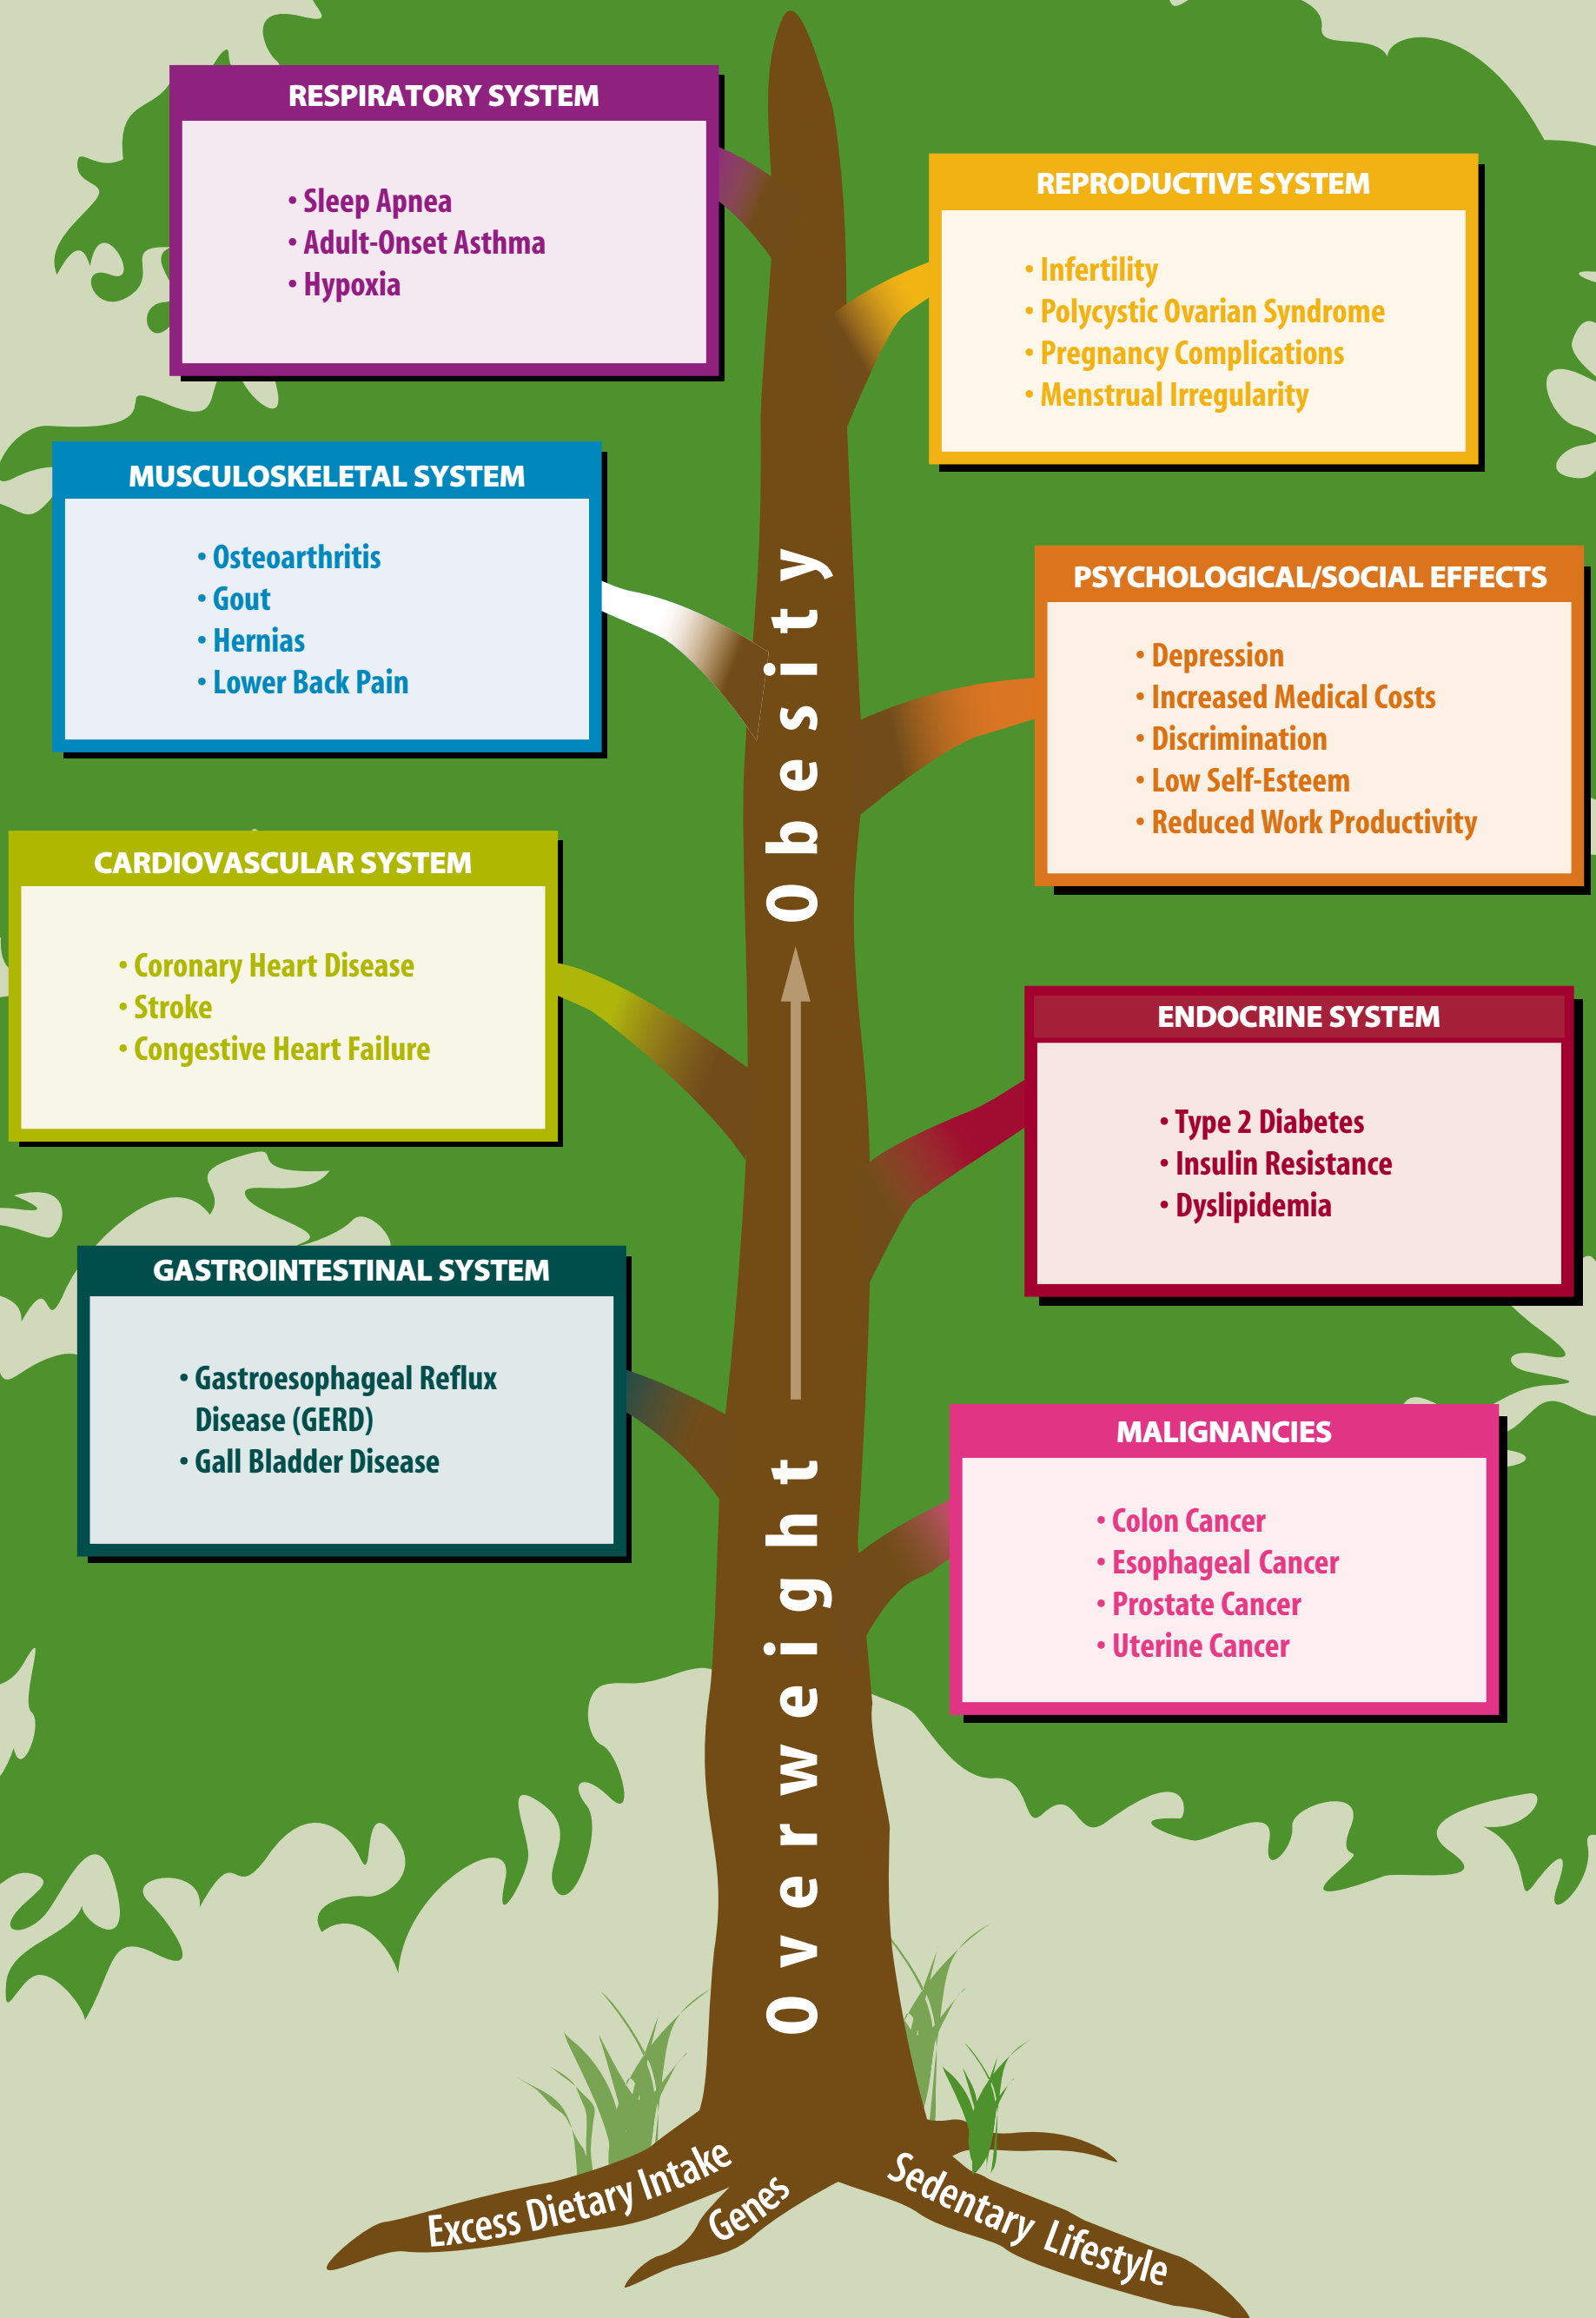 RESPIRATORY SYSTEM
• Sleep Apnea
• Adult-Onset Asthma
• Hypoxia
REPRODUCTIVE SYSTEM
• Infertility
• Polycystic Ovarian Syndrome
• Pregnancy Complications
• Menstrual Irregularity
MUSCULOSKELETAL SYSTEM
• Osteoarthritis
• Gout
• Hernias
• Lower Back Pain
PSYCHOLOGICAL/SOCIAL EFFECTS
• Depression
• Increased Medical Costs
• Discrimination
• Low Self-Esteem
• Reduced Work Productivity
CARDIOVASCULAR SYSTEM
• Coronary Heart Disease
• Stroke
• Congestive Heart Failure
ENDOCRINE SYSTEM
• Type 2 Diabetes
• Insulin Resistance
• Dyslipidemia
GASTROINTESTINAL SYSTEM
• Gastroesophageal Reflux
Disease (GERD)
• Gall Bladder Disease
MALIGNANCIES
• Colon Cancer
• Esophageal Cancer
• Prostate Cancer
• Uterine Cancer
Overweight
Obesity
Excess Dietary Intake
Genes
Sedentary Lifestyle